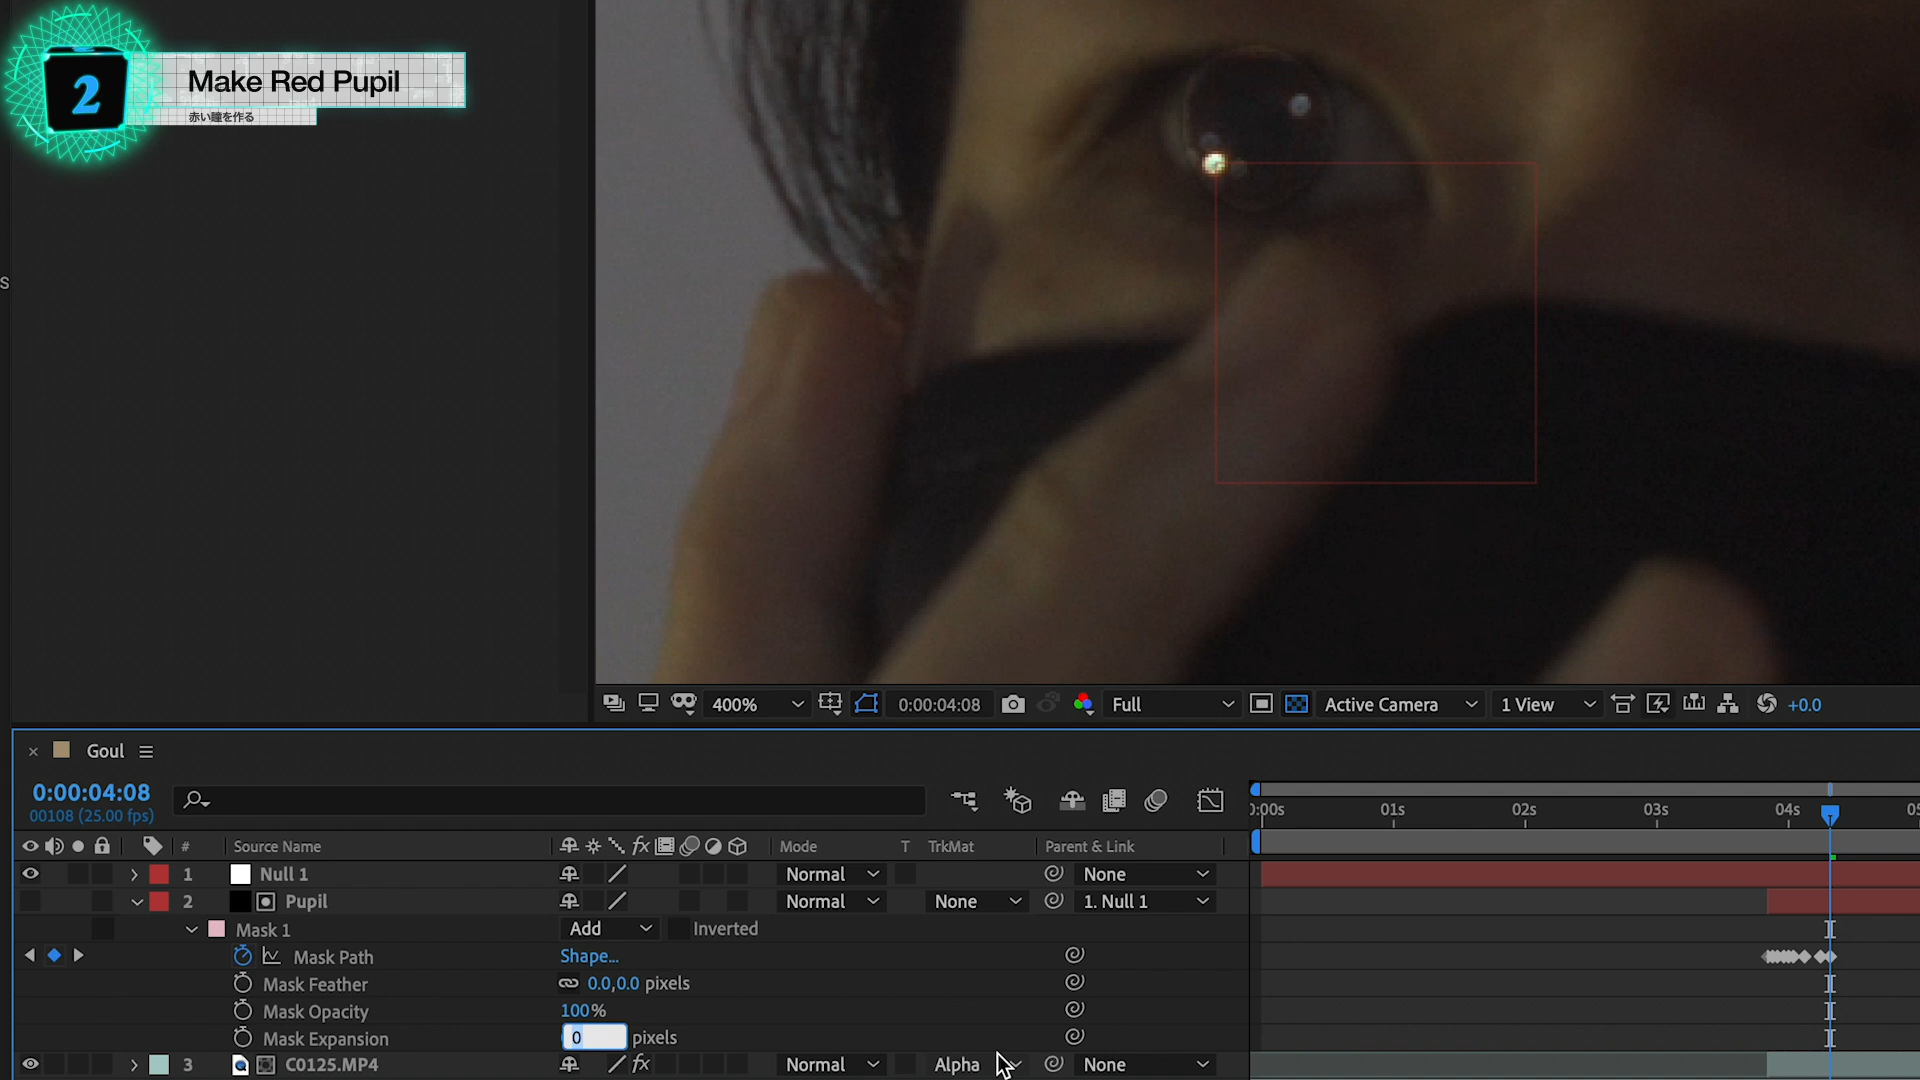 2
Make Red Pupil
赤い瞳を作る
s
400%
0:00:04:08
Full
Active Camera
1 View
+0.0
× Goul
0:00:04:08
00108 (25.00 fps)
0:00s 01s 02s 03s 04s 05
# Source Name fx Mode T TrkMat Parent & Link
1 Null 1 Normal None
2 Pupil Normal None 1. Null 1
Mask 1 Add Inverted
Mask Path Shape...
Mask Feather 0.0,0.0 pixels
Mask Opacity 100%
Mask Expansion 0 pixels
3 C0125.MP4 fx Normal Alpha None